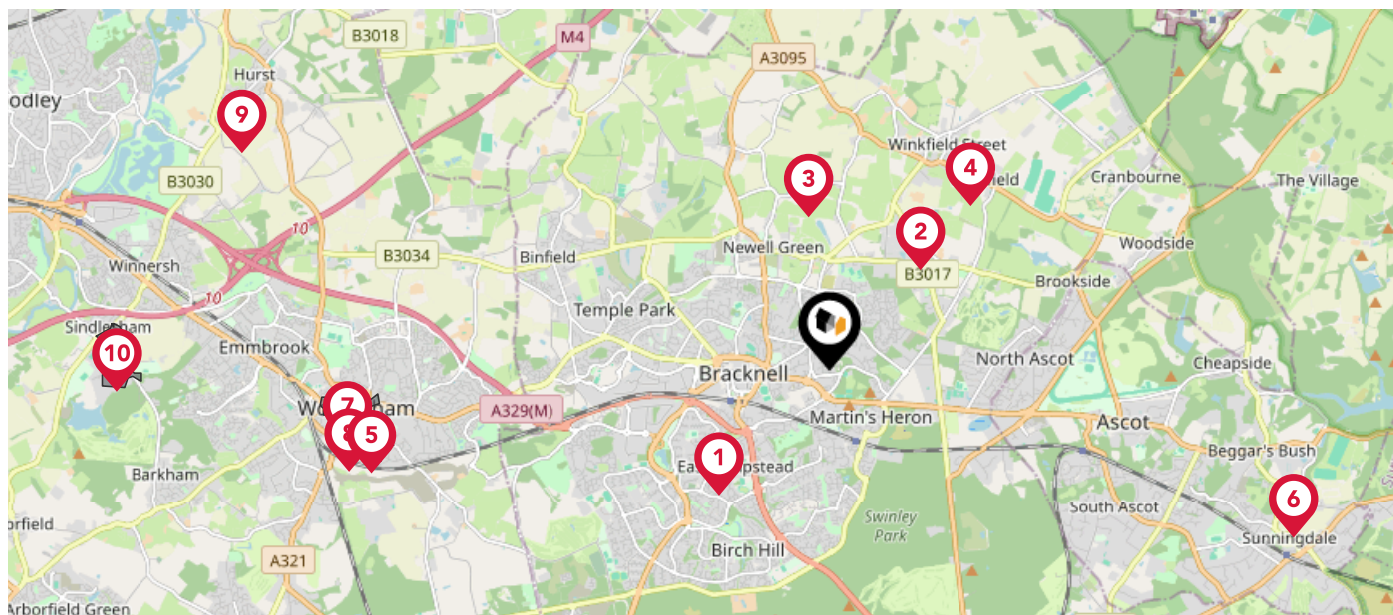 B3018
M4
A3095
Hurst
odley
9
Winkfield Street
3
4
field
Cranbourne
The Village
B3030
10
2
Newell Green
Woodside
B3034
Binfield
Winnersh
B3017
Brookside
10
Temple Park
Sindlesham
Emmbrook
10
North Ascot
Cheapside
Bracknell
7
A329(M)
Martin's Heron
Ascot
8
5
Beggar's Bush
1
Barkham
6
South Ascot
orfield
Swinley
Park
Sunningdale
Birch Hill
A321
Arborfield Green